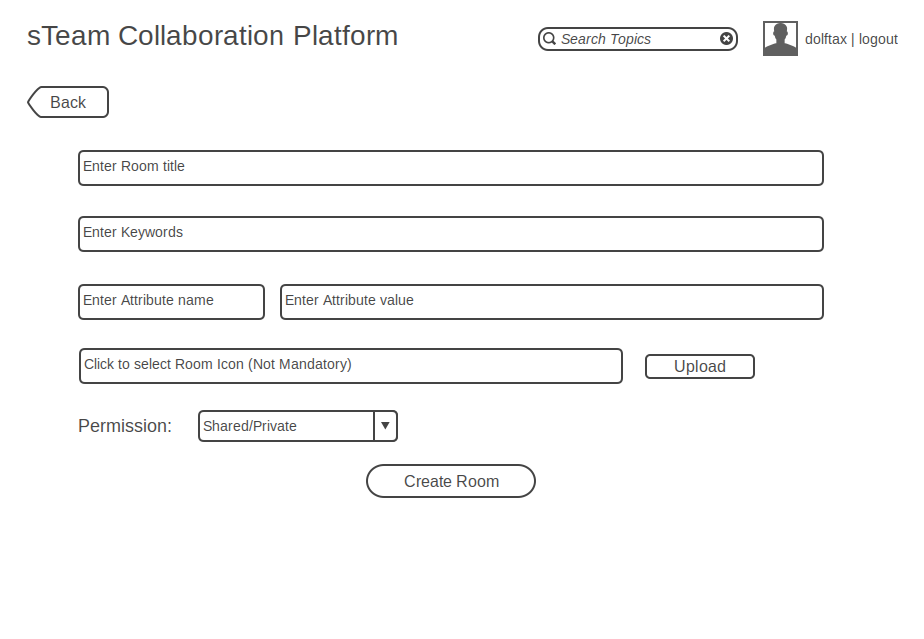 sTeam Collaboration Platform
Search Topics
dolftax | logout
Back
Enter Room title
Enter Keywords
Enter Attribute name
Enter Attribute value
Click to select Room Icon (Not Mandatory)
Upload
Permission:
Shared/Private
Create Room